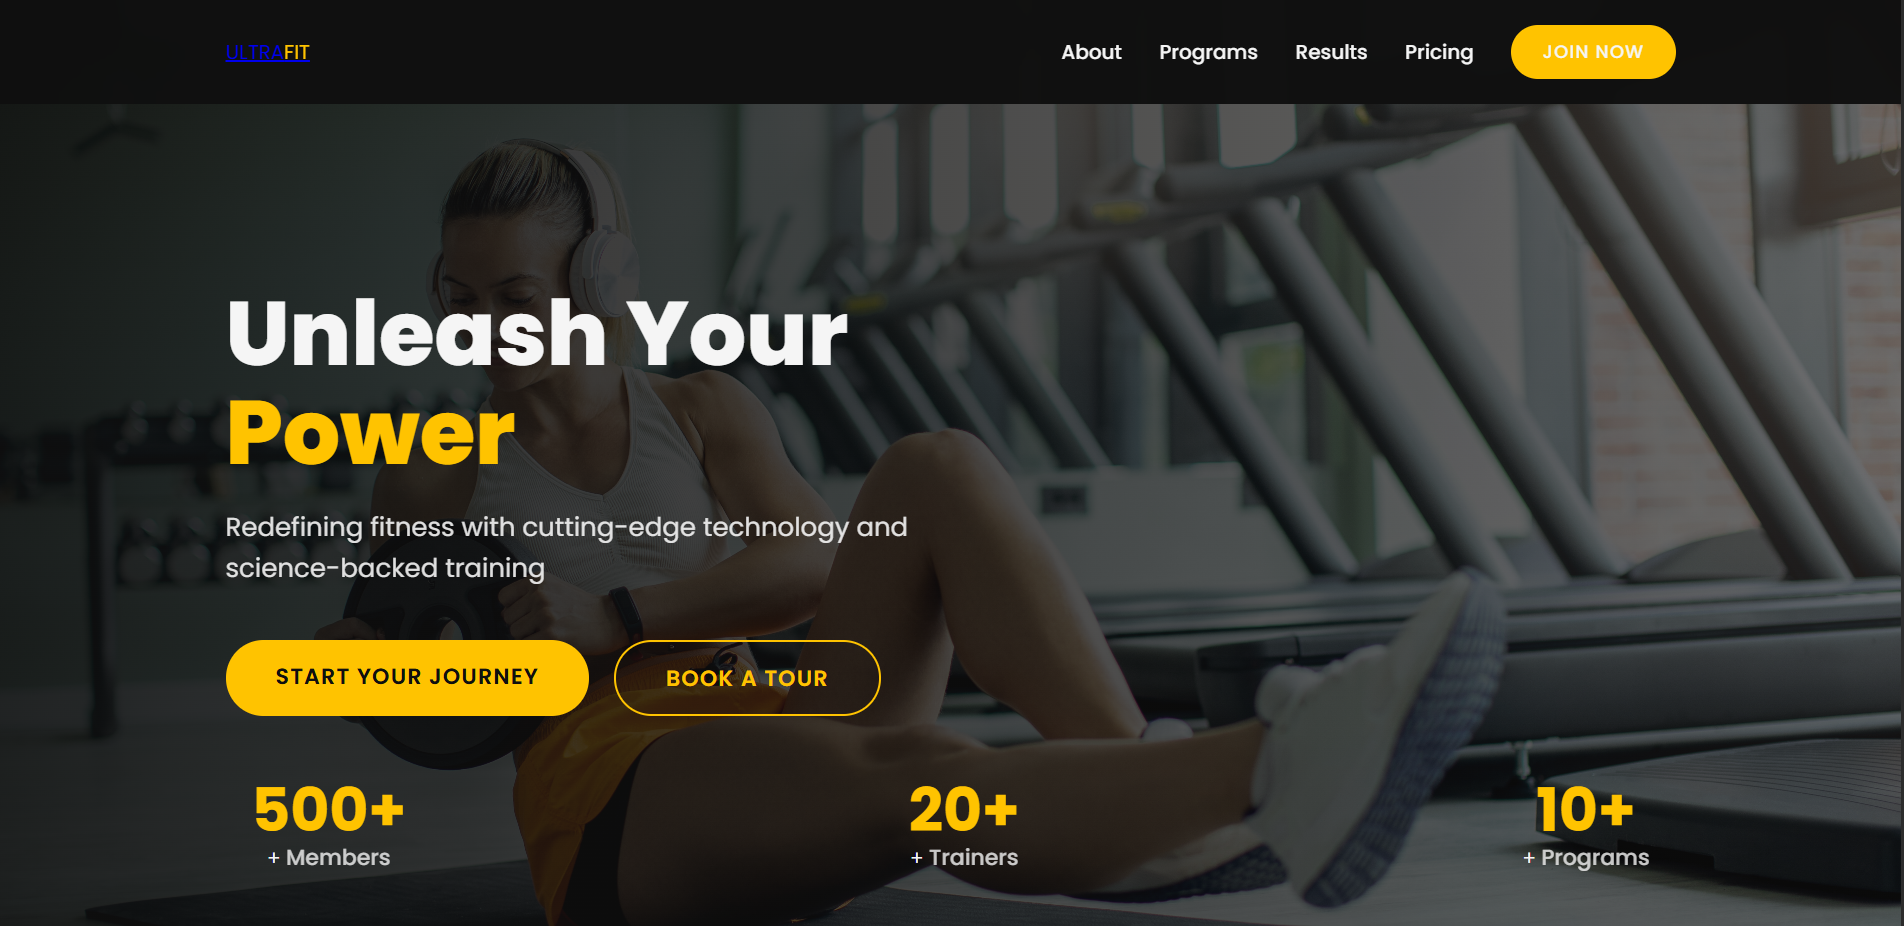 ULTRAFIT
About Programs Results Pricing JOIN NOW
Unleash Your
Power
Redefining fitness with cutting-edge technology and
science-backed training
START YOUR JOURNEY BOOK A TOUR
500+ 20+ 10+
+ Members + Trainers + Programs